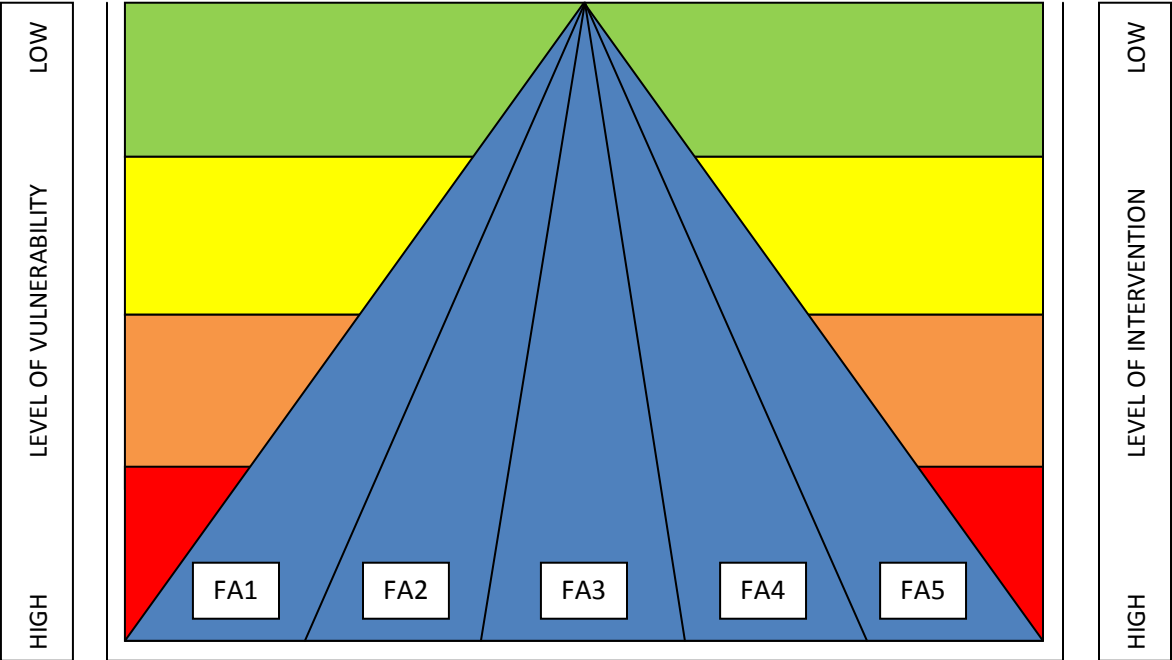 LOW
LEVEL OF VULNERABILITY
HIGH
FA1
FA2
FA3
FA4
FA5
LOW
LEVEL OF INTERVENTION
HIGH